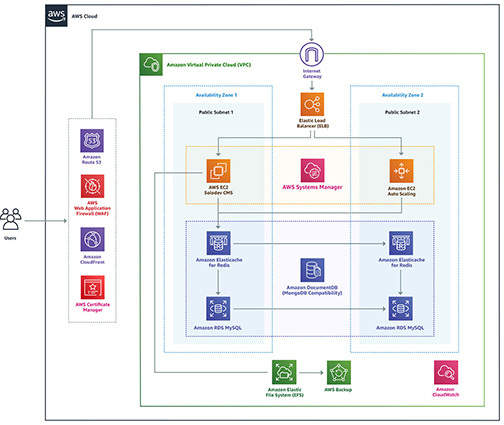 aws
AWS Cloud
Amazon Virtual Private Cloud (VPC)
Internet
Gateway
Availability Zone 1
Availability Zone 2
Elastic Load
Balancer (ELB)
Public Subnet 1
Public Subnet 2
53
Amazon
Route 53
AWS
Web Application
Firewall (WAF)
Amazon
CloudFront
AWS Certificate
Manager
Users
AWS EC2
Solodev CMS
AWS Systems Manager
Amazon EC2
Auto Scaling
Amazon Elasticache
for Redis
Amazon Elasticache
for Redis
Amazon DocumentDB
(MongoDB Compatibility)
Amazon RDS MySQL
Amazon RDS MySQL
Amazon Elastic
File System (EFS)
AWS Backup
Amazon
CloudWatch